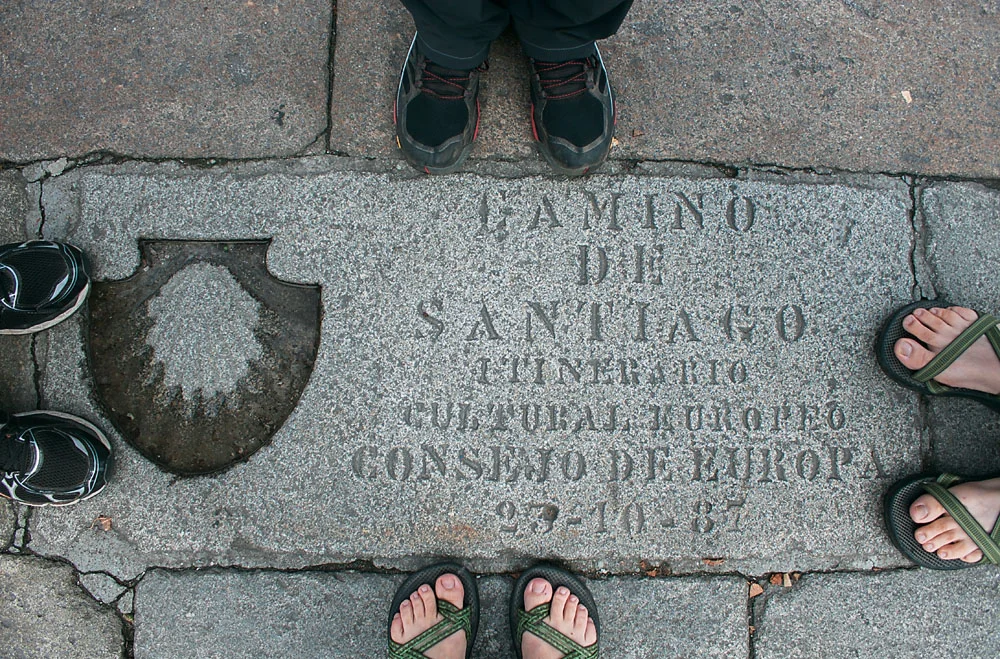 CAMINO
DE
SANTIAGO
ITINERARIO
CULTURAL EUROPEO
CONSEJO DE EUROPA
23-10-87